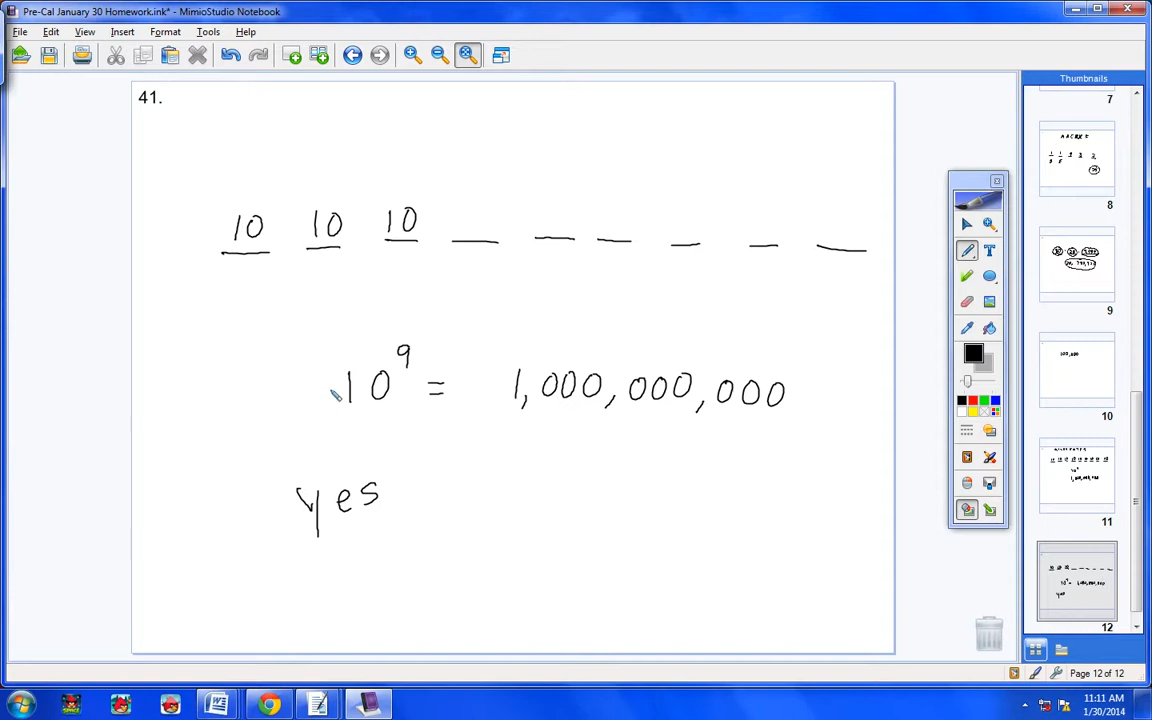 Pre-Cal January 30 Homework.ink* - MimioStudio Notebook
File Edit View Insert Format Tools Help
Thumbnails
41.
10 10 10
10⁹ = 1,000,000,000
yes
7
8
9
10
11
12
Page 12 of 12
11:11 AM
1/30/2014